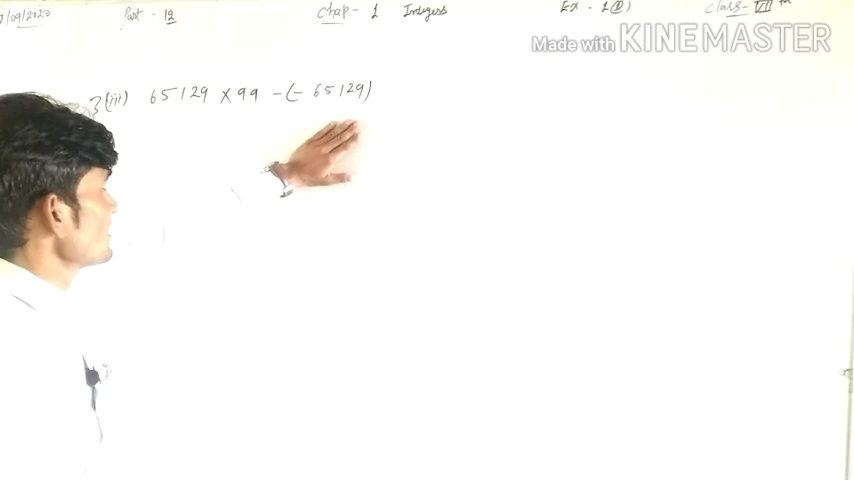 /09/2020 Part - 12 Chap - 1 Integers Ex. 1(D) Class - VII
Made with KINEMASTER
3(iii) 65129 × 99 - (- 65129)